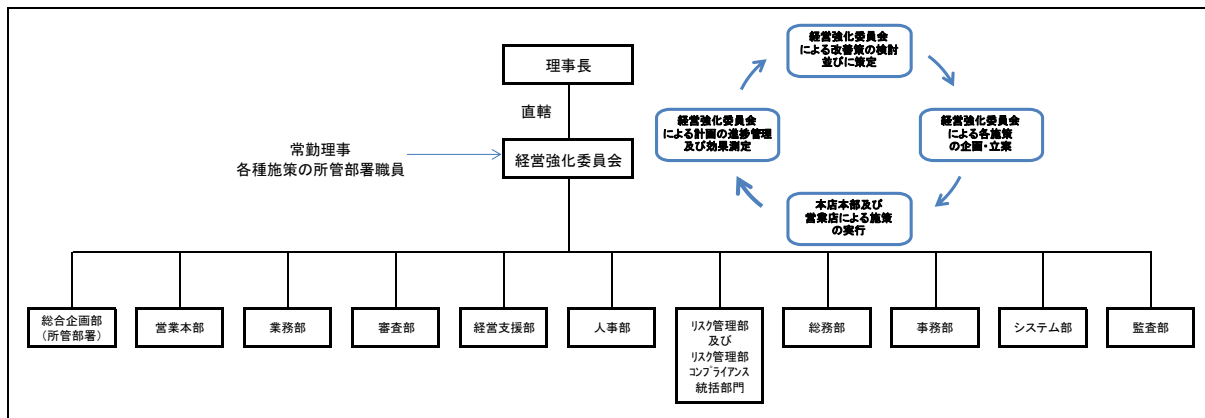 理事長
直轄
常勤理事
各種施策の所管部署職員
経営強化委員会
経営強化委員会
による改善策の検討
並びに策定
経営強化委員会
による計画の進捗管理
及び効果測定
経営強化委員会
による各施策
の企画・立案
本店本部及び
営業店による施策
の実行
総合企画部
（所管部署）
営業本部
業務部
審査部
経営支援部
人事部
ﾘｽｸ管理部
及び
ﾘｽｸ管理部
ｺﾝﾌﾟﾗｲｱﾝｽ
統括部門
総務部
事務部
システム部
監査部